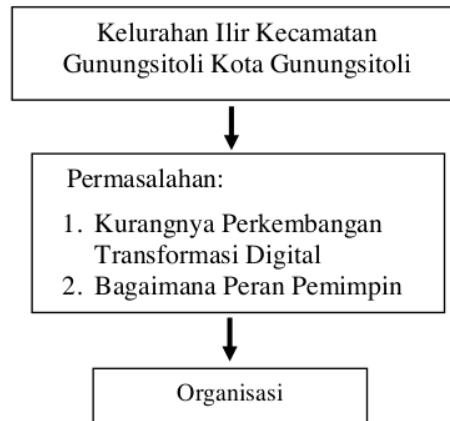 Kelurahan Ilir Kecamatan
Gunungsitoli Kota Gunungsitoli
Permasalahan:
1. Kurangnya Perkembangan
Transformasi Digital
2. Bagaimana Peran Pemimpin
Organisasi